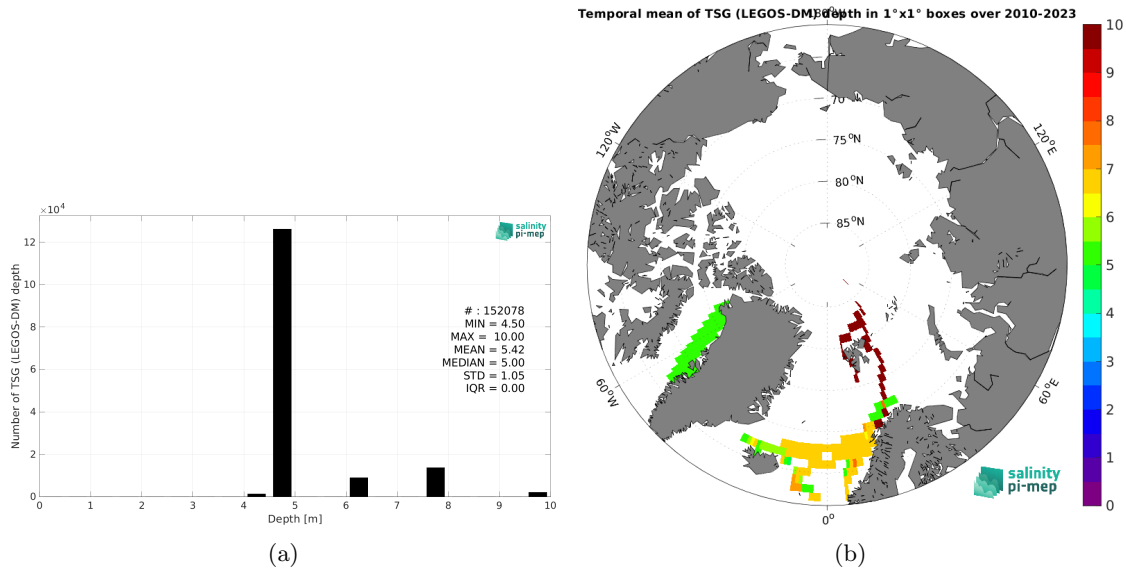 Temporal mean of TSG (LEGOS-DM) depth in 1°x1° boxes over 2010-2023
180°W
120°W
120°E
70
75°N
80°N
85°N
60°W
60°E
0°
10
9
8
7
6
5
4
3
2
1
0
salinity
pi-mep
×10⁴
12
10
8
6
4
2
0
Number of TSG (LEGOS-DM) depth
salinity
pi-mep
# : 152078
MIN = 4.50
MAX = 10.00
MEAN = 5.42
MEDIAN = 5.00
STD = 1.05
IQR = 0.00
0 1 2 3 4 5 6 7 8 9 10
Depth [m]
(a)
(b)